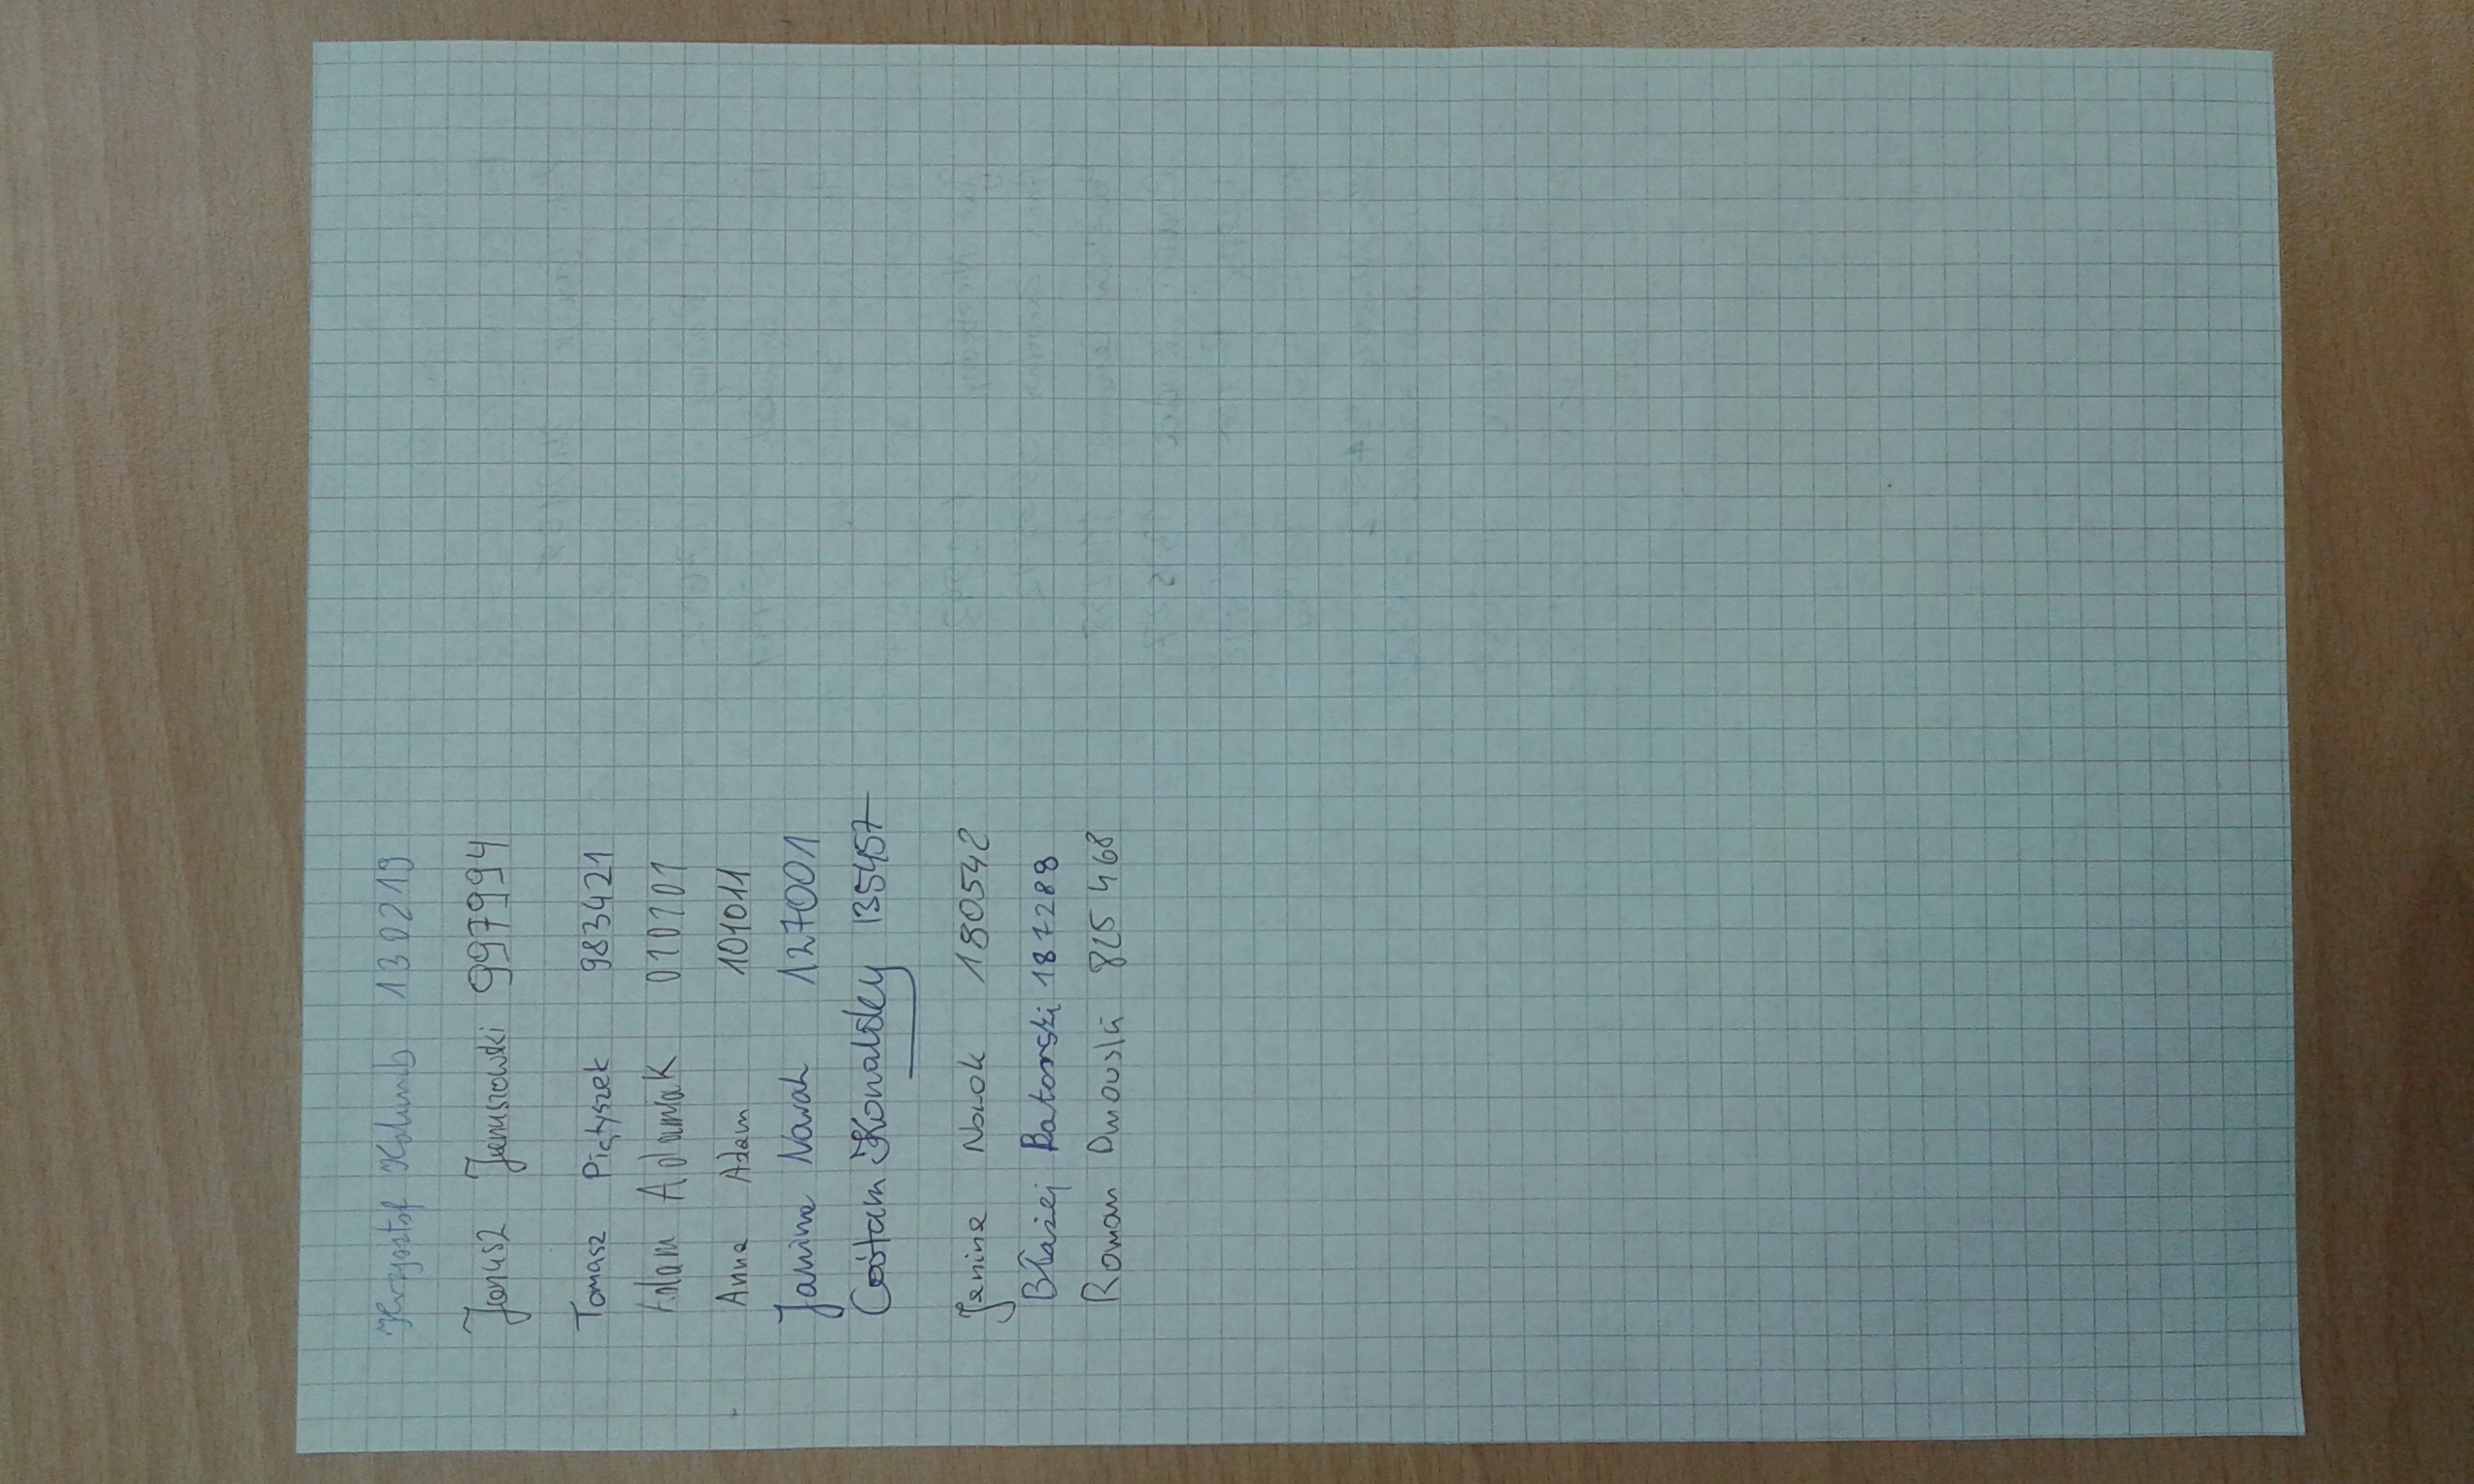 Krzysztof Kolumb 130219
Janusz Januszowski 997994
Tomasz Piątyszek 983421
Adam Adamiak 010101
Anna Adam 101011
Janina Nowak 127001
Cośtam Kowalsky 135457
Janina Nowak 180542
Błażej Batorski 187288
Roman Dmowski 825468